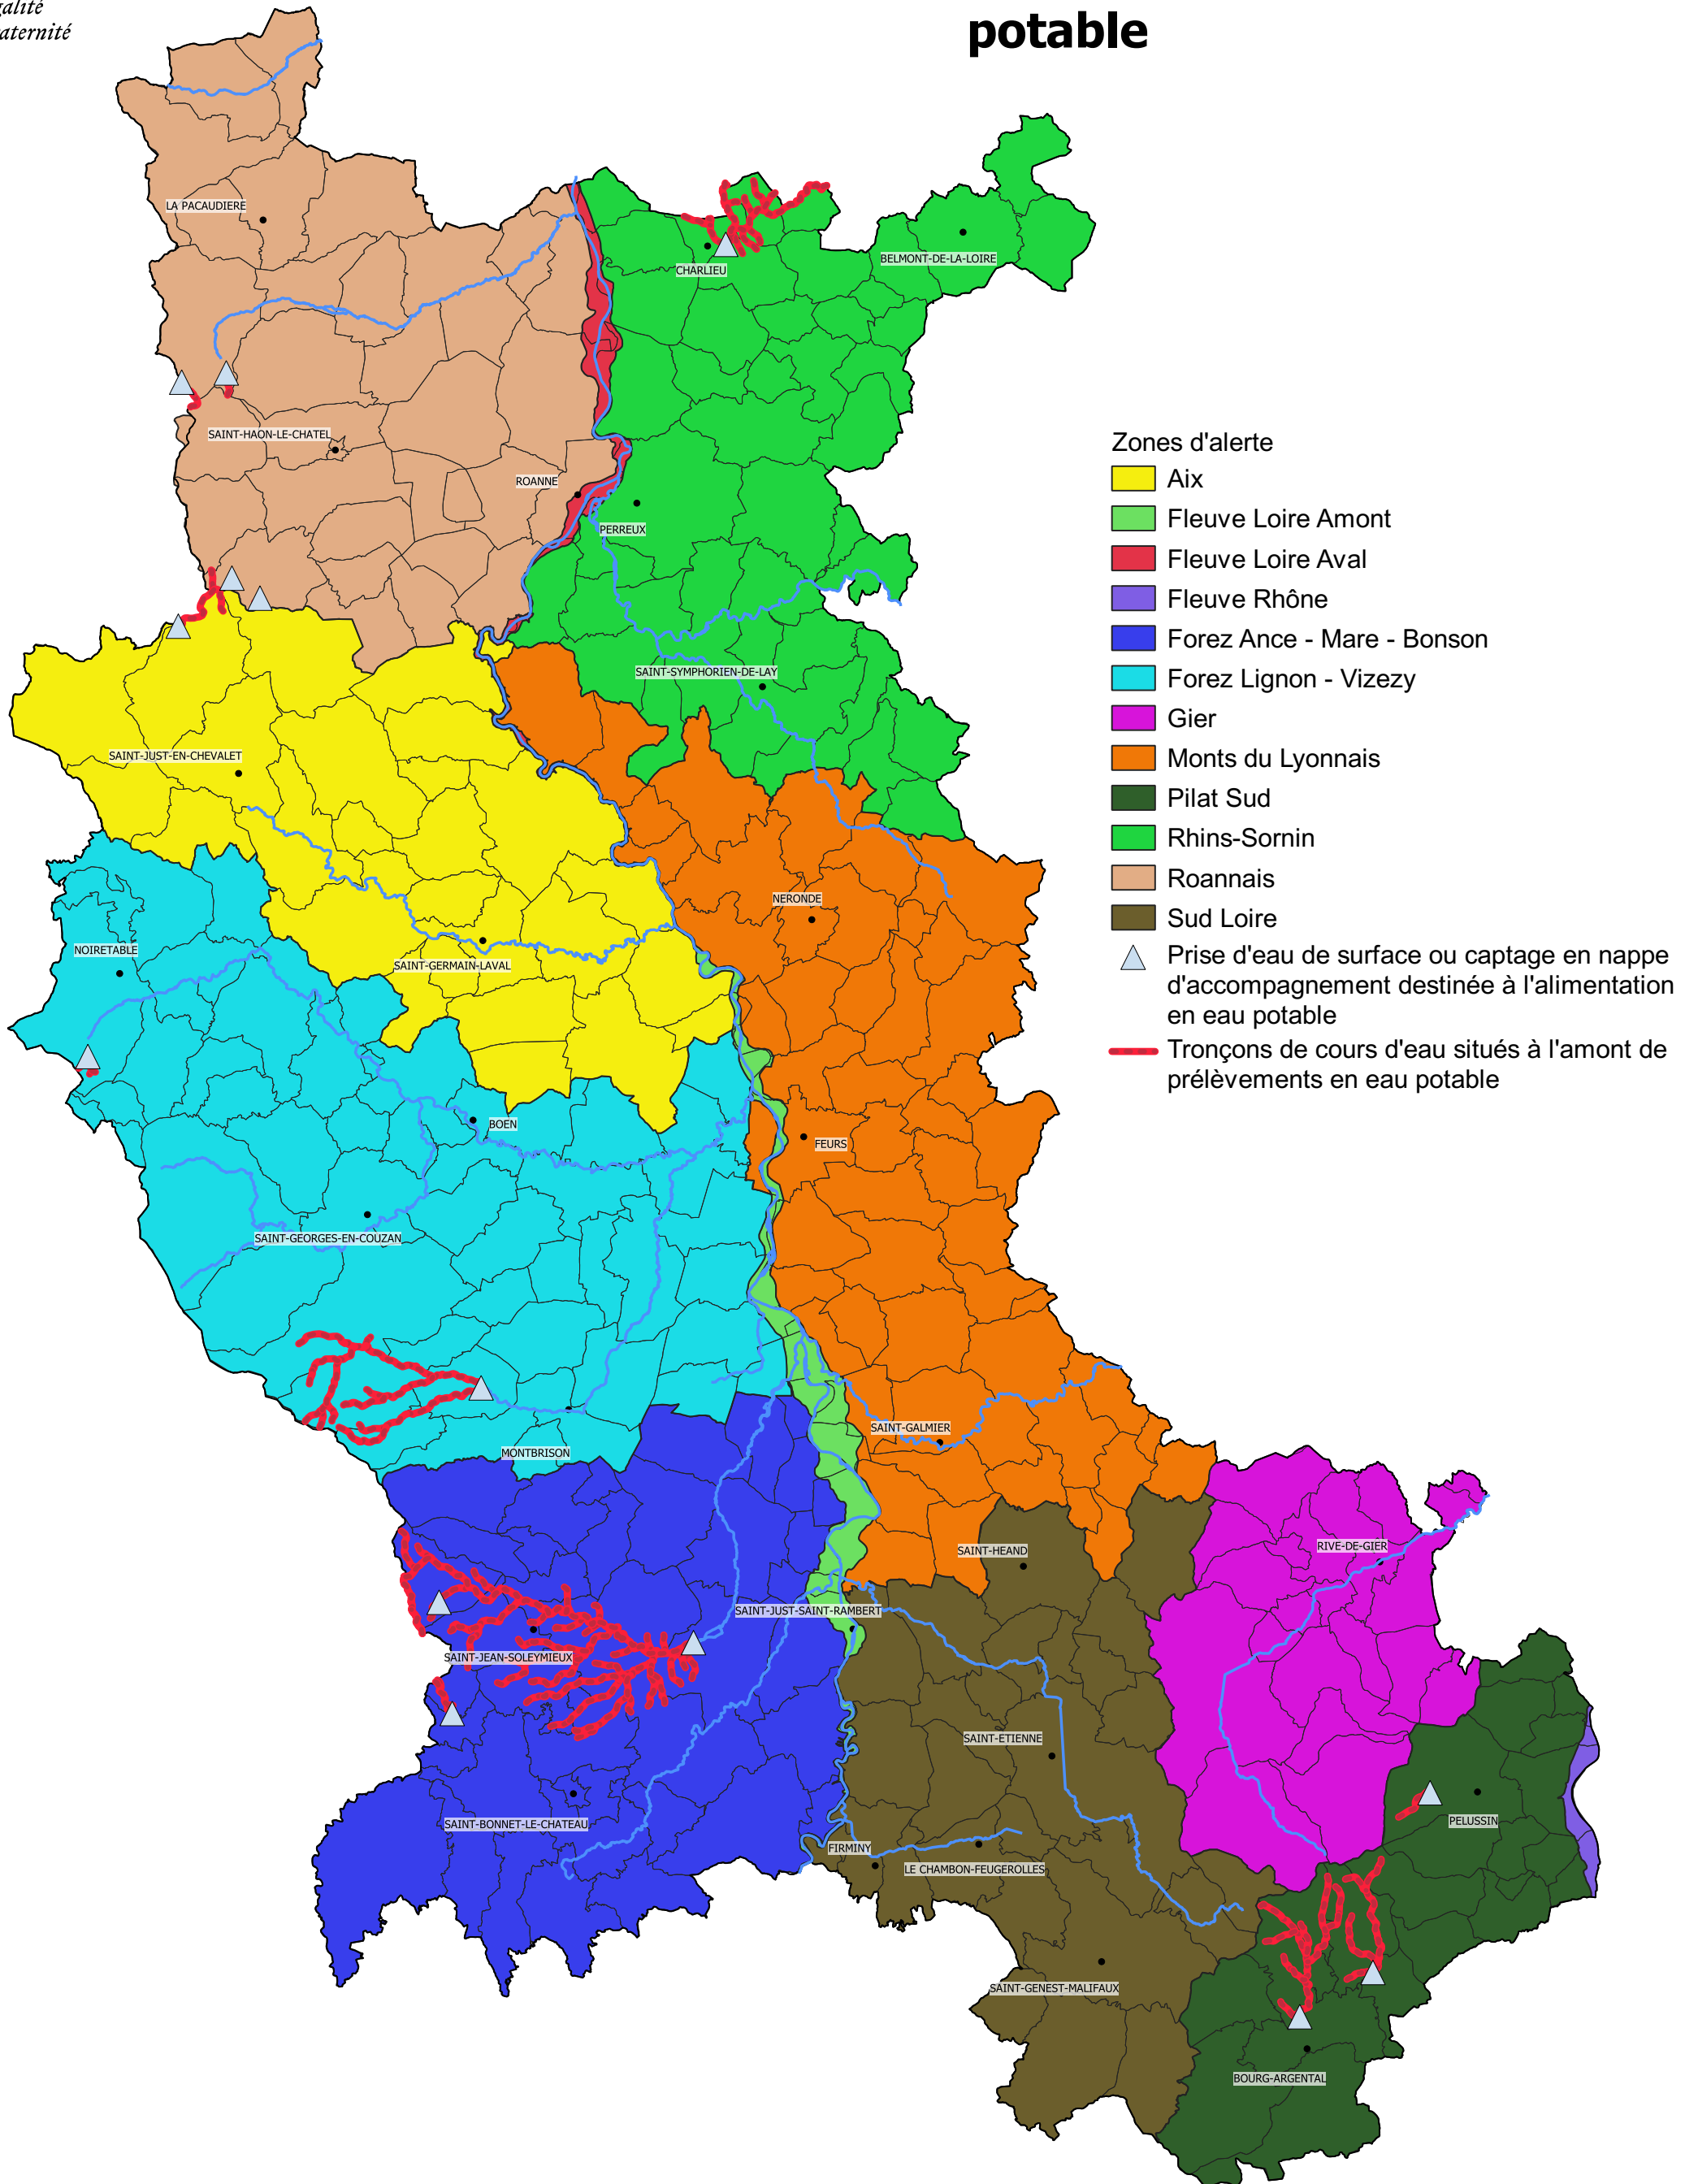 galité
aternité
potable
LA PACAUDIERE
CHARLIEU
BELMONT-DE-LA-LOIRE
SAINT-HAON-LE-CHATEL
ROANNE
PERREUX
SAINT-SYMPHORIEN-DE-LAY
SAINT-JUST-EN-CHEVALET
NERONDE
NOIRETABLE
SAINT-GERMAIN-LAVAL
BOEN
FEURS
SAINT-GEORGES-EN-COUZAN
SAINT-GALMIER
MONTBRISON
RIVE-DE-GIER
SAINT-HEAND
SAINT-JUST-SAINT-RAMBERT
SAINT-JEAN-SOLEYMIEUX
SAINT-ETIENNE
PELUSSIN
SAINT-BONNET-LE-CHATEAU
FIRMINY
LE CHAMBON-FEUGEROLLES
SAINT-GENEST-MALIFAUX
BOURG-ARGENTAL
Zones d'alerte
Aix
Fleuve Loire Amont
Fleuve Loire Aval
Fleuve Rhône
Forez Ance - Mare - Bonson
Forez Lignon - Vizezy
Gier
Monts du Lyonnais
Pilat Sud
Rhins-Sornin
Roannais
Sud Loire
Prise d'eau de surface ou captage en nappe
d'accompagnement destinée à l'alimentation
en eau potable
Tronçons de cours d'eau situés à l'amont de
prélèvements en eau potable